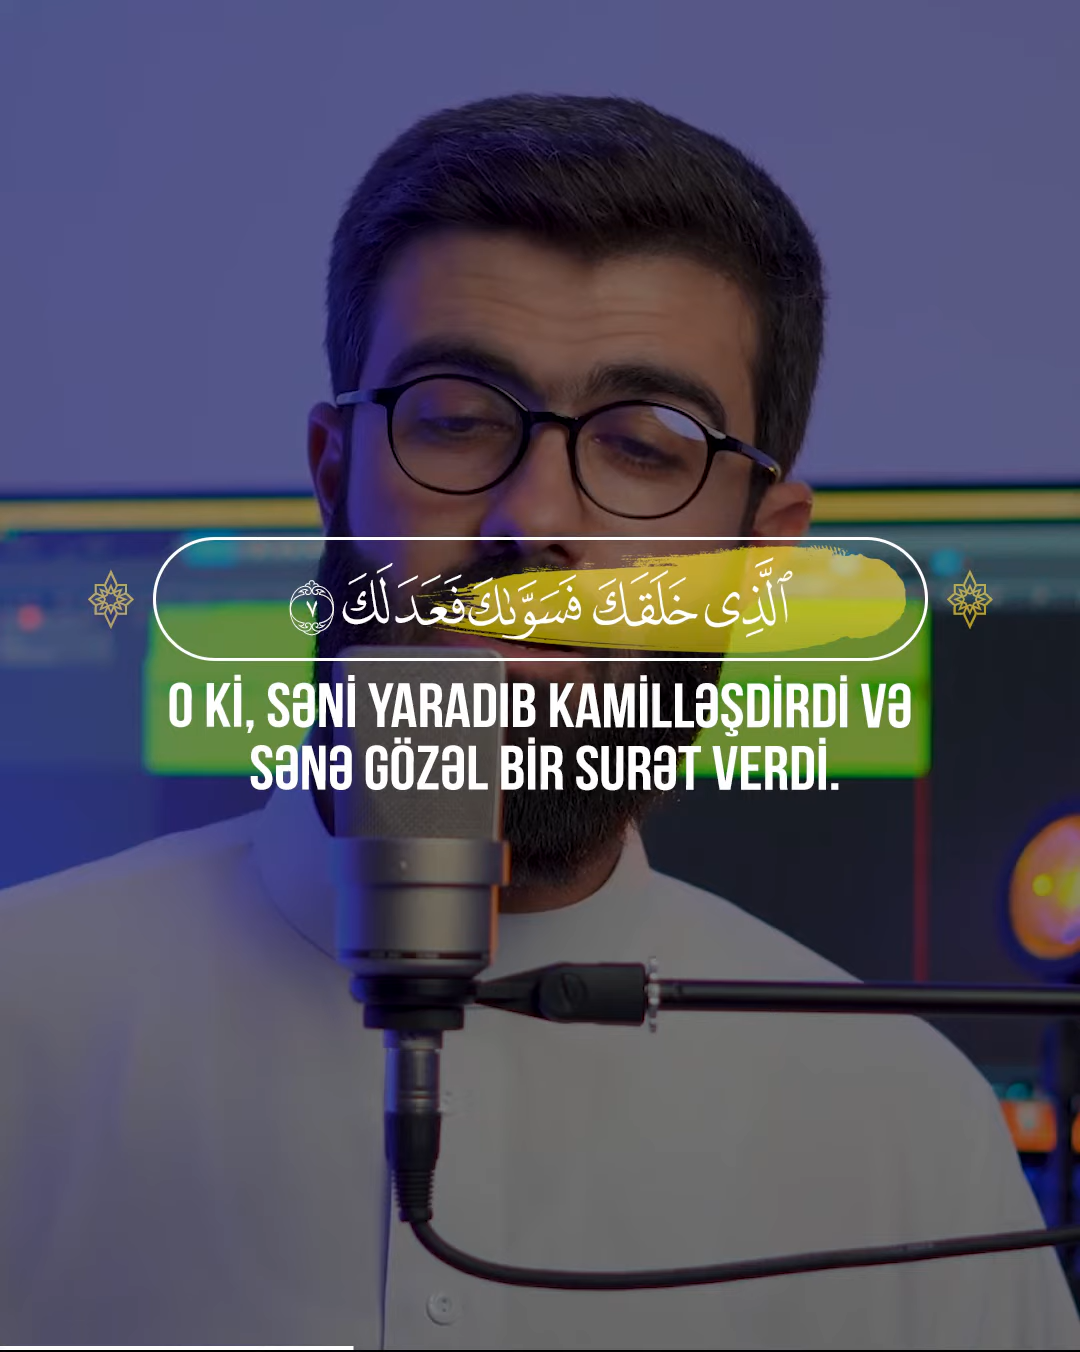 ٱلَّذِى خَلَقَكَ فَسَوَّىٰكَ فَعَدَلَكَ ٧
O Kİ, SƏNİ YARADIB KAMİLLƏŞDİRDİ VƏ
SƏNƏ GÖZƏL BİR SURƏT VERDİ.